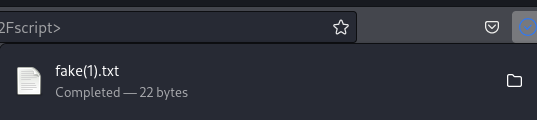 2Fscript>
fake(1).txt
Completed — 22 bytes